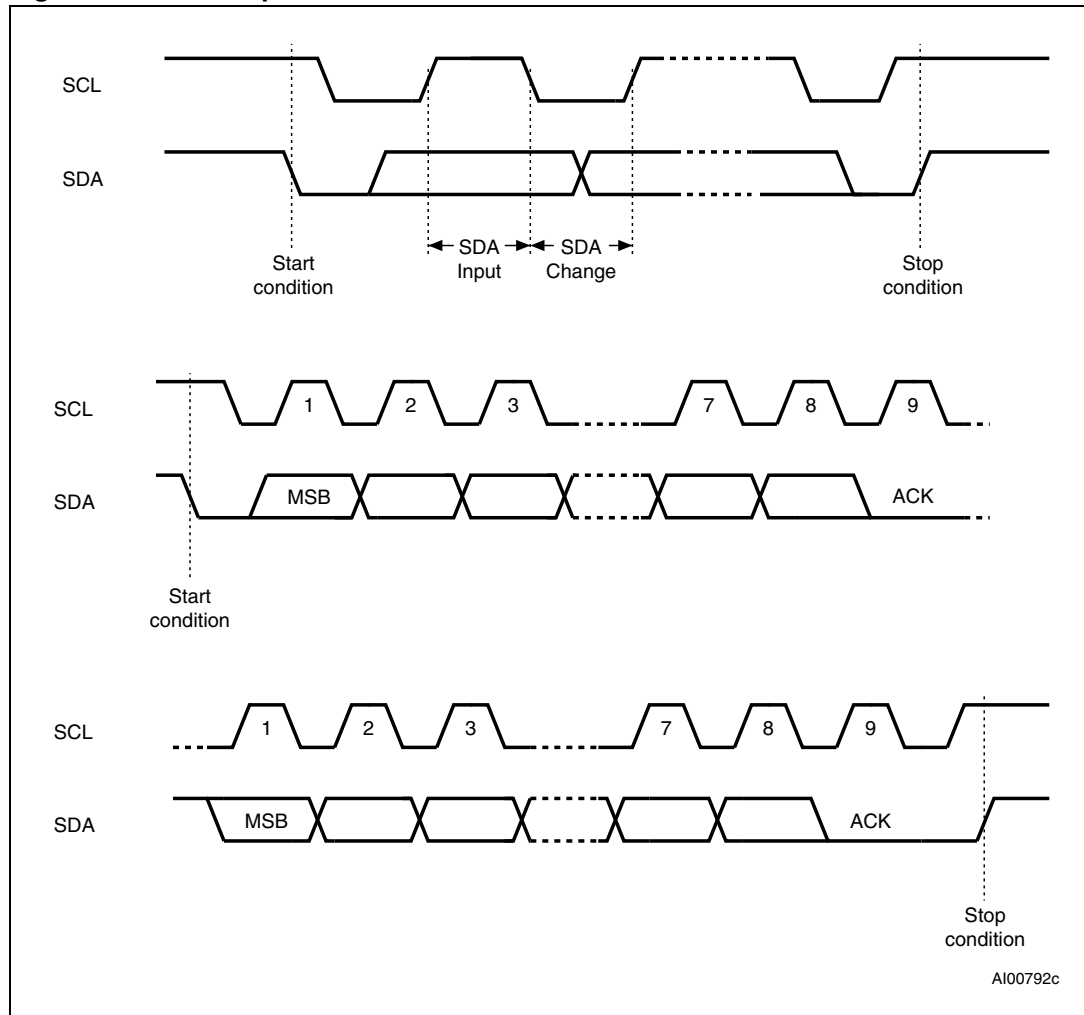 SCL
SDA
SDA
Input
SDA
Change
Start
condition
Stop
condition
SCL
1 2 3 7 8 9
SDA
MSB ACK
Start
condition
SCL
1 2 3 7 8 9
SDA
MSB ACK
Stop
condition
AI00792c